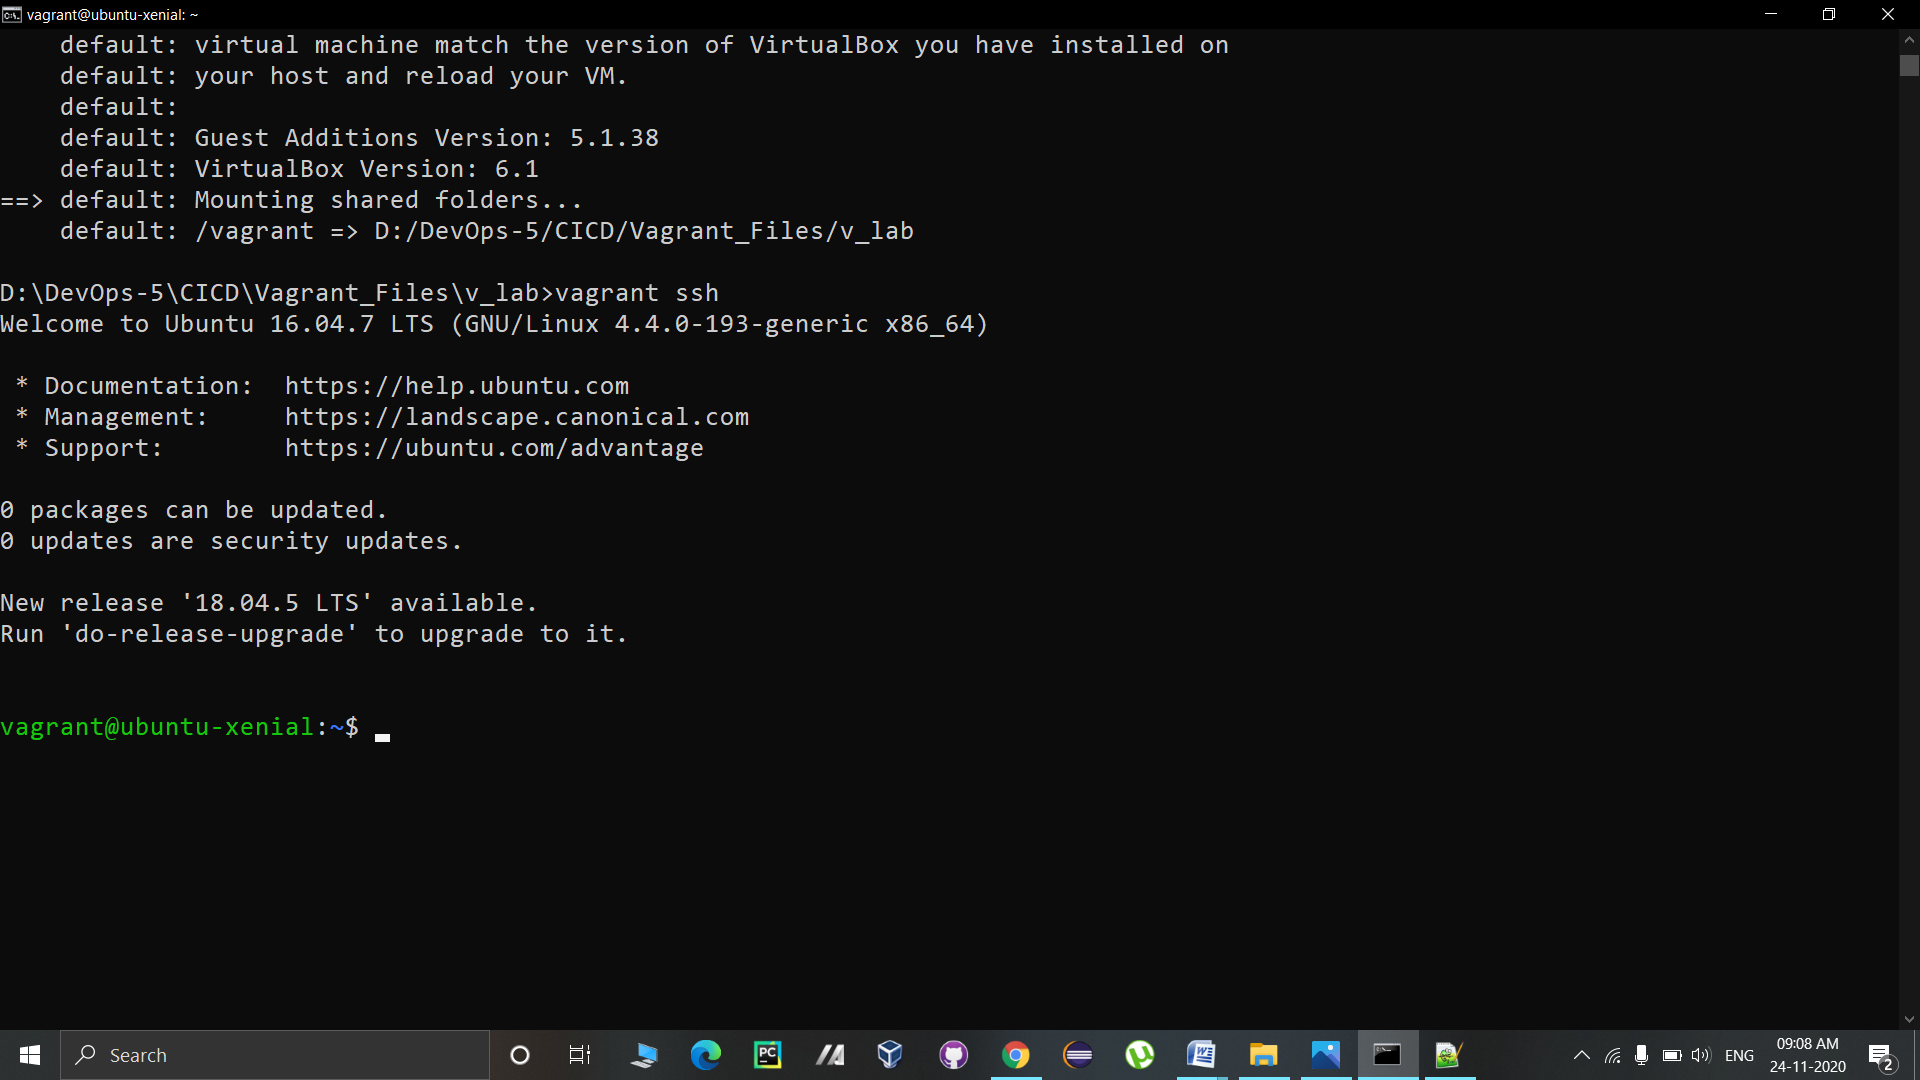 vagrant@ubuntu-xenial: ~
default: virtual machine match the version of VirtualBox you have installed on
default: your host and reload your VM.
default:
default: Guest Additions Version: 5.1.38
default: VirtualBox Version: 6.1
==> default: Mounting shared folders...
default: /vagrant => D:/DevOps-5/CICD/Vagrant_Files/v_lab
D:\DevOps-5\CICD\Vagrant_Files\v_lab>vagrant ssh
Welcome to Ubuntu 16.04.7 LTS (GNU/Linux 4.4.0-193-generic x86_64)
* Documentation:  https://help.ubuntu.com
* Management:     https://landscape.canonical.com
* Support:        https://ubuntu.com/advantage
0 packages can be updated.
0 updates are security updates.
New release '18.04.5 LTS' available.
Run 'do-release-upgrade' to upgrade to it.
vagrant@ubuntu-xenial:~$
Search
PC
W
ENG
09:08 AM
24-11-2020
2